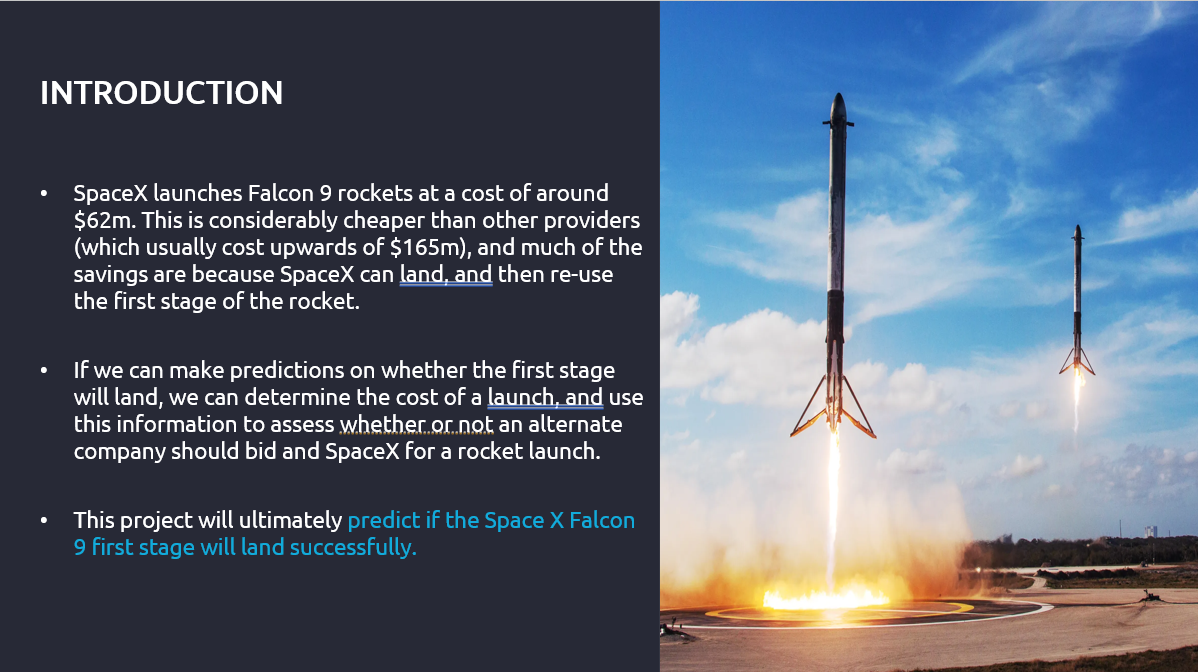 INTRODUCTION
• SpaceX launches Falcon 9 rockets at a cost of around
$62m. This is considerably cheaper than other providers
(which usually cost upwards of $165m), and much of the
savings are because SpaceX can land, and then re-use
the first stage of the rocket.
• If we can make predictions on whether the first stage
will land, we can determine the cost of a launch, and use
this information to assess whether or not an alternate
company should bid and SpaceX for a rocket launch.
• This project will ultimately predict if the Space X Falcon
9 first stage will land successfully.